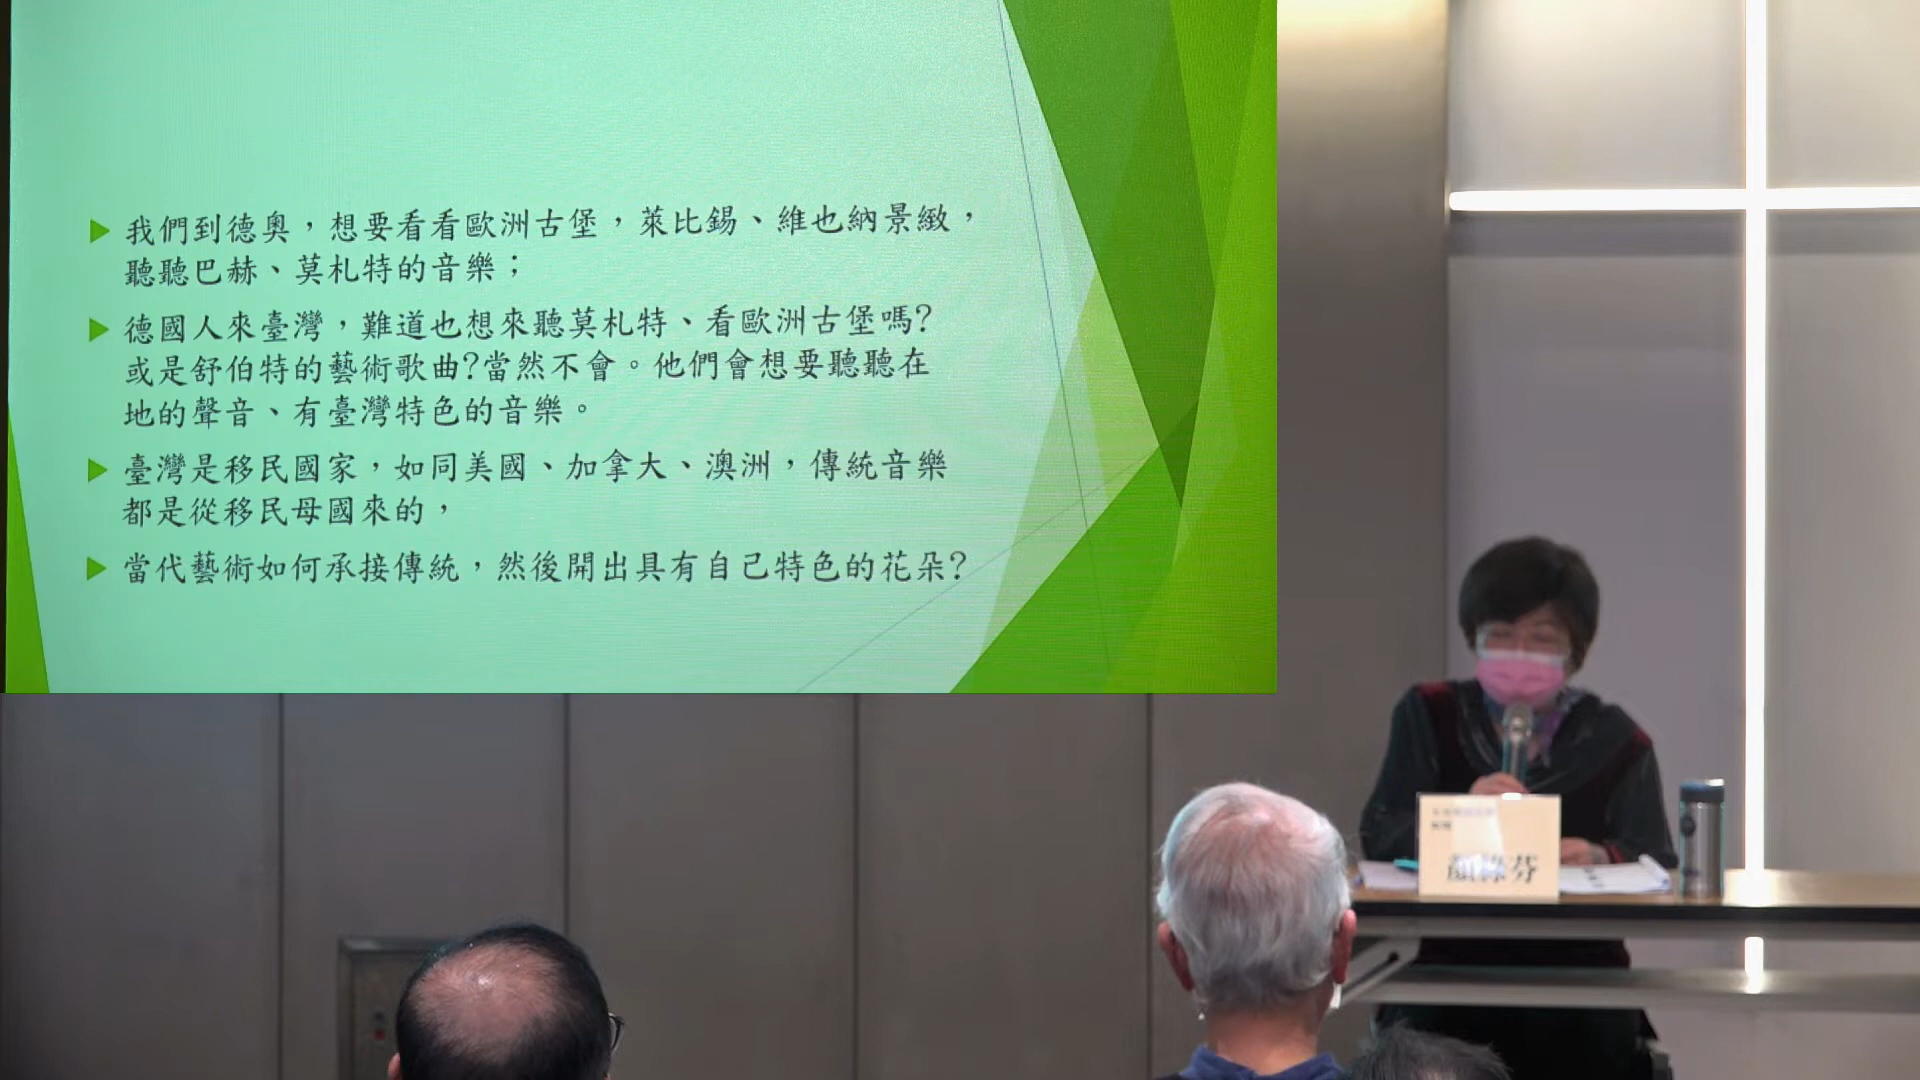 我們到德奧，想要看看歐洲古堡，萊比錫、維也納景緻，
聽聽巴赫、莫札特的音樂；
德國人來臺灣，難道也想來聽莫札特、看歐洲古堡嗎?
或是舒伯特的藝術歌曲?當然不會。他們會想要聽聽在
地的聲音、有臺灣特色的音樂。
臺灣是移民國家，如同美國、加拿大、澳洲，傳統音樂
都是從移民母國來的，
當代藝術如何承接傳統，然後開出具有自己特色的花朵?
顏綠芬